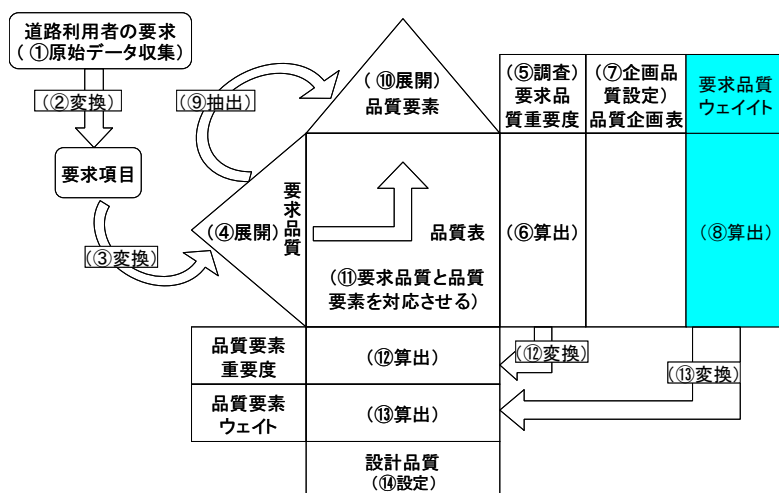 道路利用者の要求
(①原始データ収集)
(②変換)
要求項目
(③変換)
(⑨抽出)
(⑩展開)
品質要素
(④展開)
要求品質
品質表
(⑪要求品質と品質
要素を対応させる)
(⑤調査)
要求品
質重要度
(⑦企画品
質設定)
品質企画表
要求品質
ウェイイト
(⑥算出)
(⑧算出)
品質要素
重要度
(⑫算出)
(⑫変換)
(⑬変換)
品質要素
ウェイト
(⑬算出)
設計品質
(⑭設定)